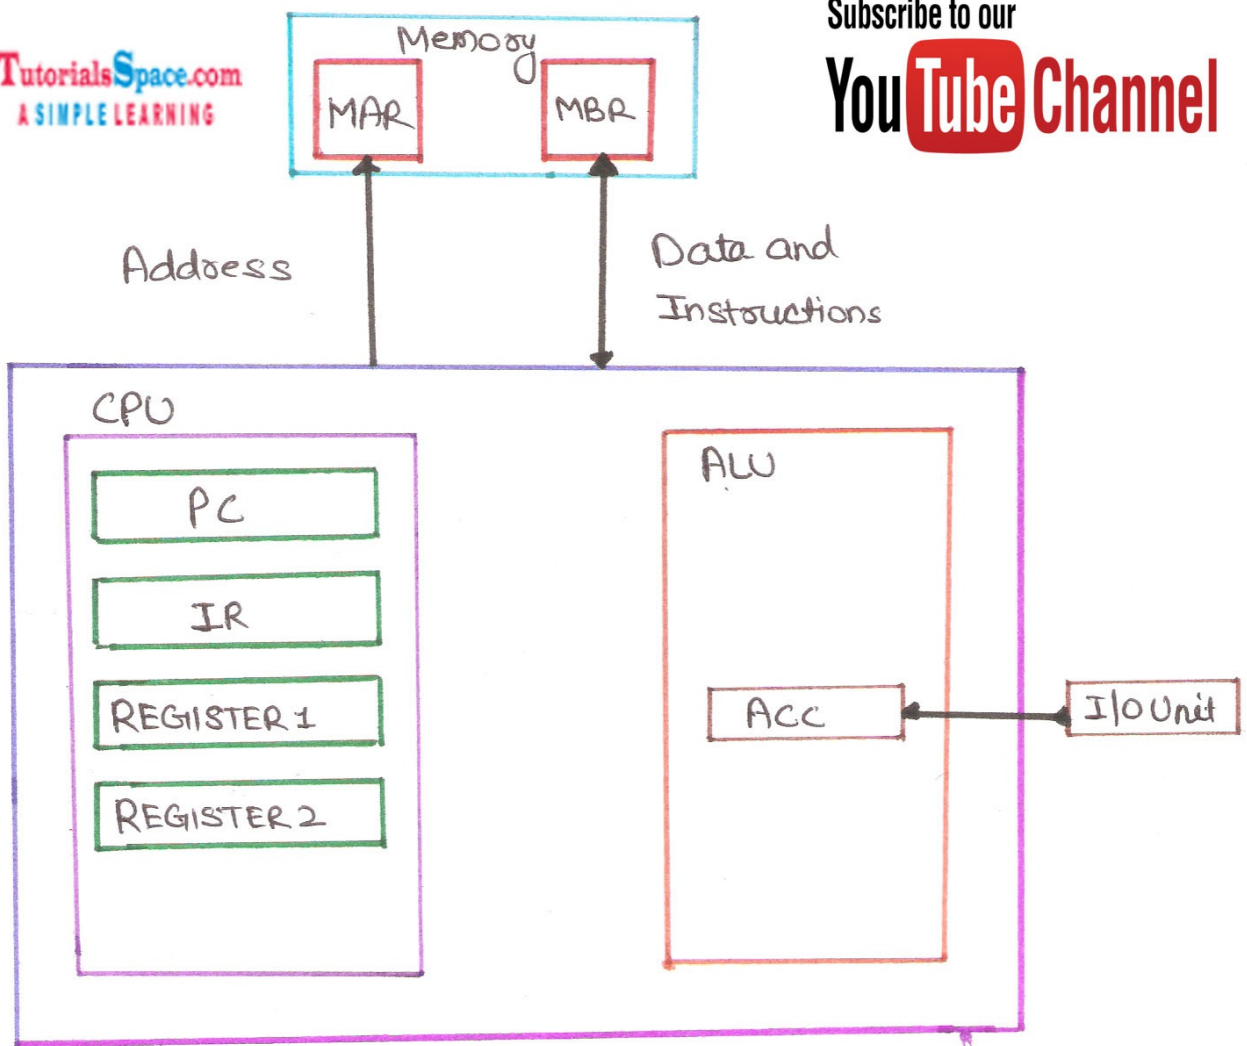 Subscribe to our
YouTube Channel
TutorialsSpace.com
A SIMPLE LEARNING
Memory
MAR
MBR
Address
Data and
Instructions
CPU
PC
IR
REGISTER 1
REGISTER 2
ALU
ACC
I/O Unit